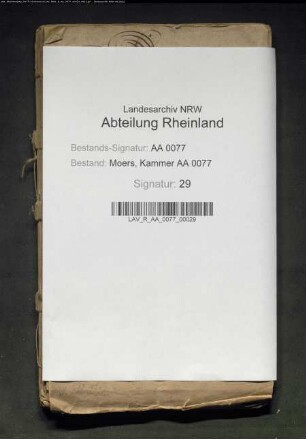 Landesarchiv NRW
Abteilung Rheinland
Bestands-Signatur: AA 0077
Bestand: Moers, Kammer AA 0077
Signatur: 29
LAV_R_AA_0077_00029